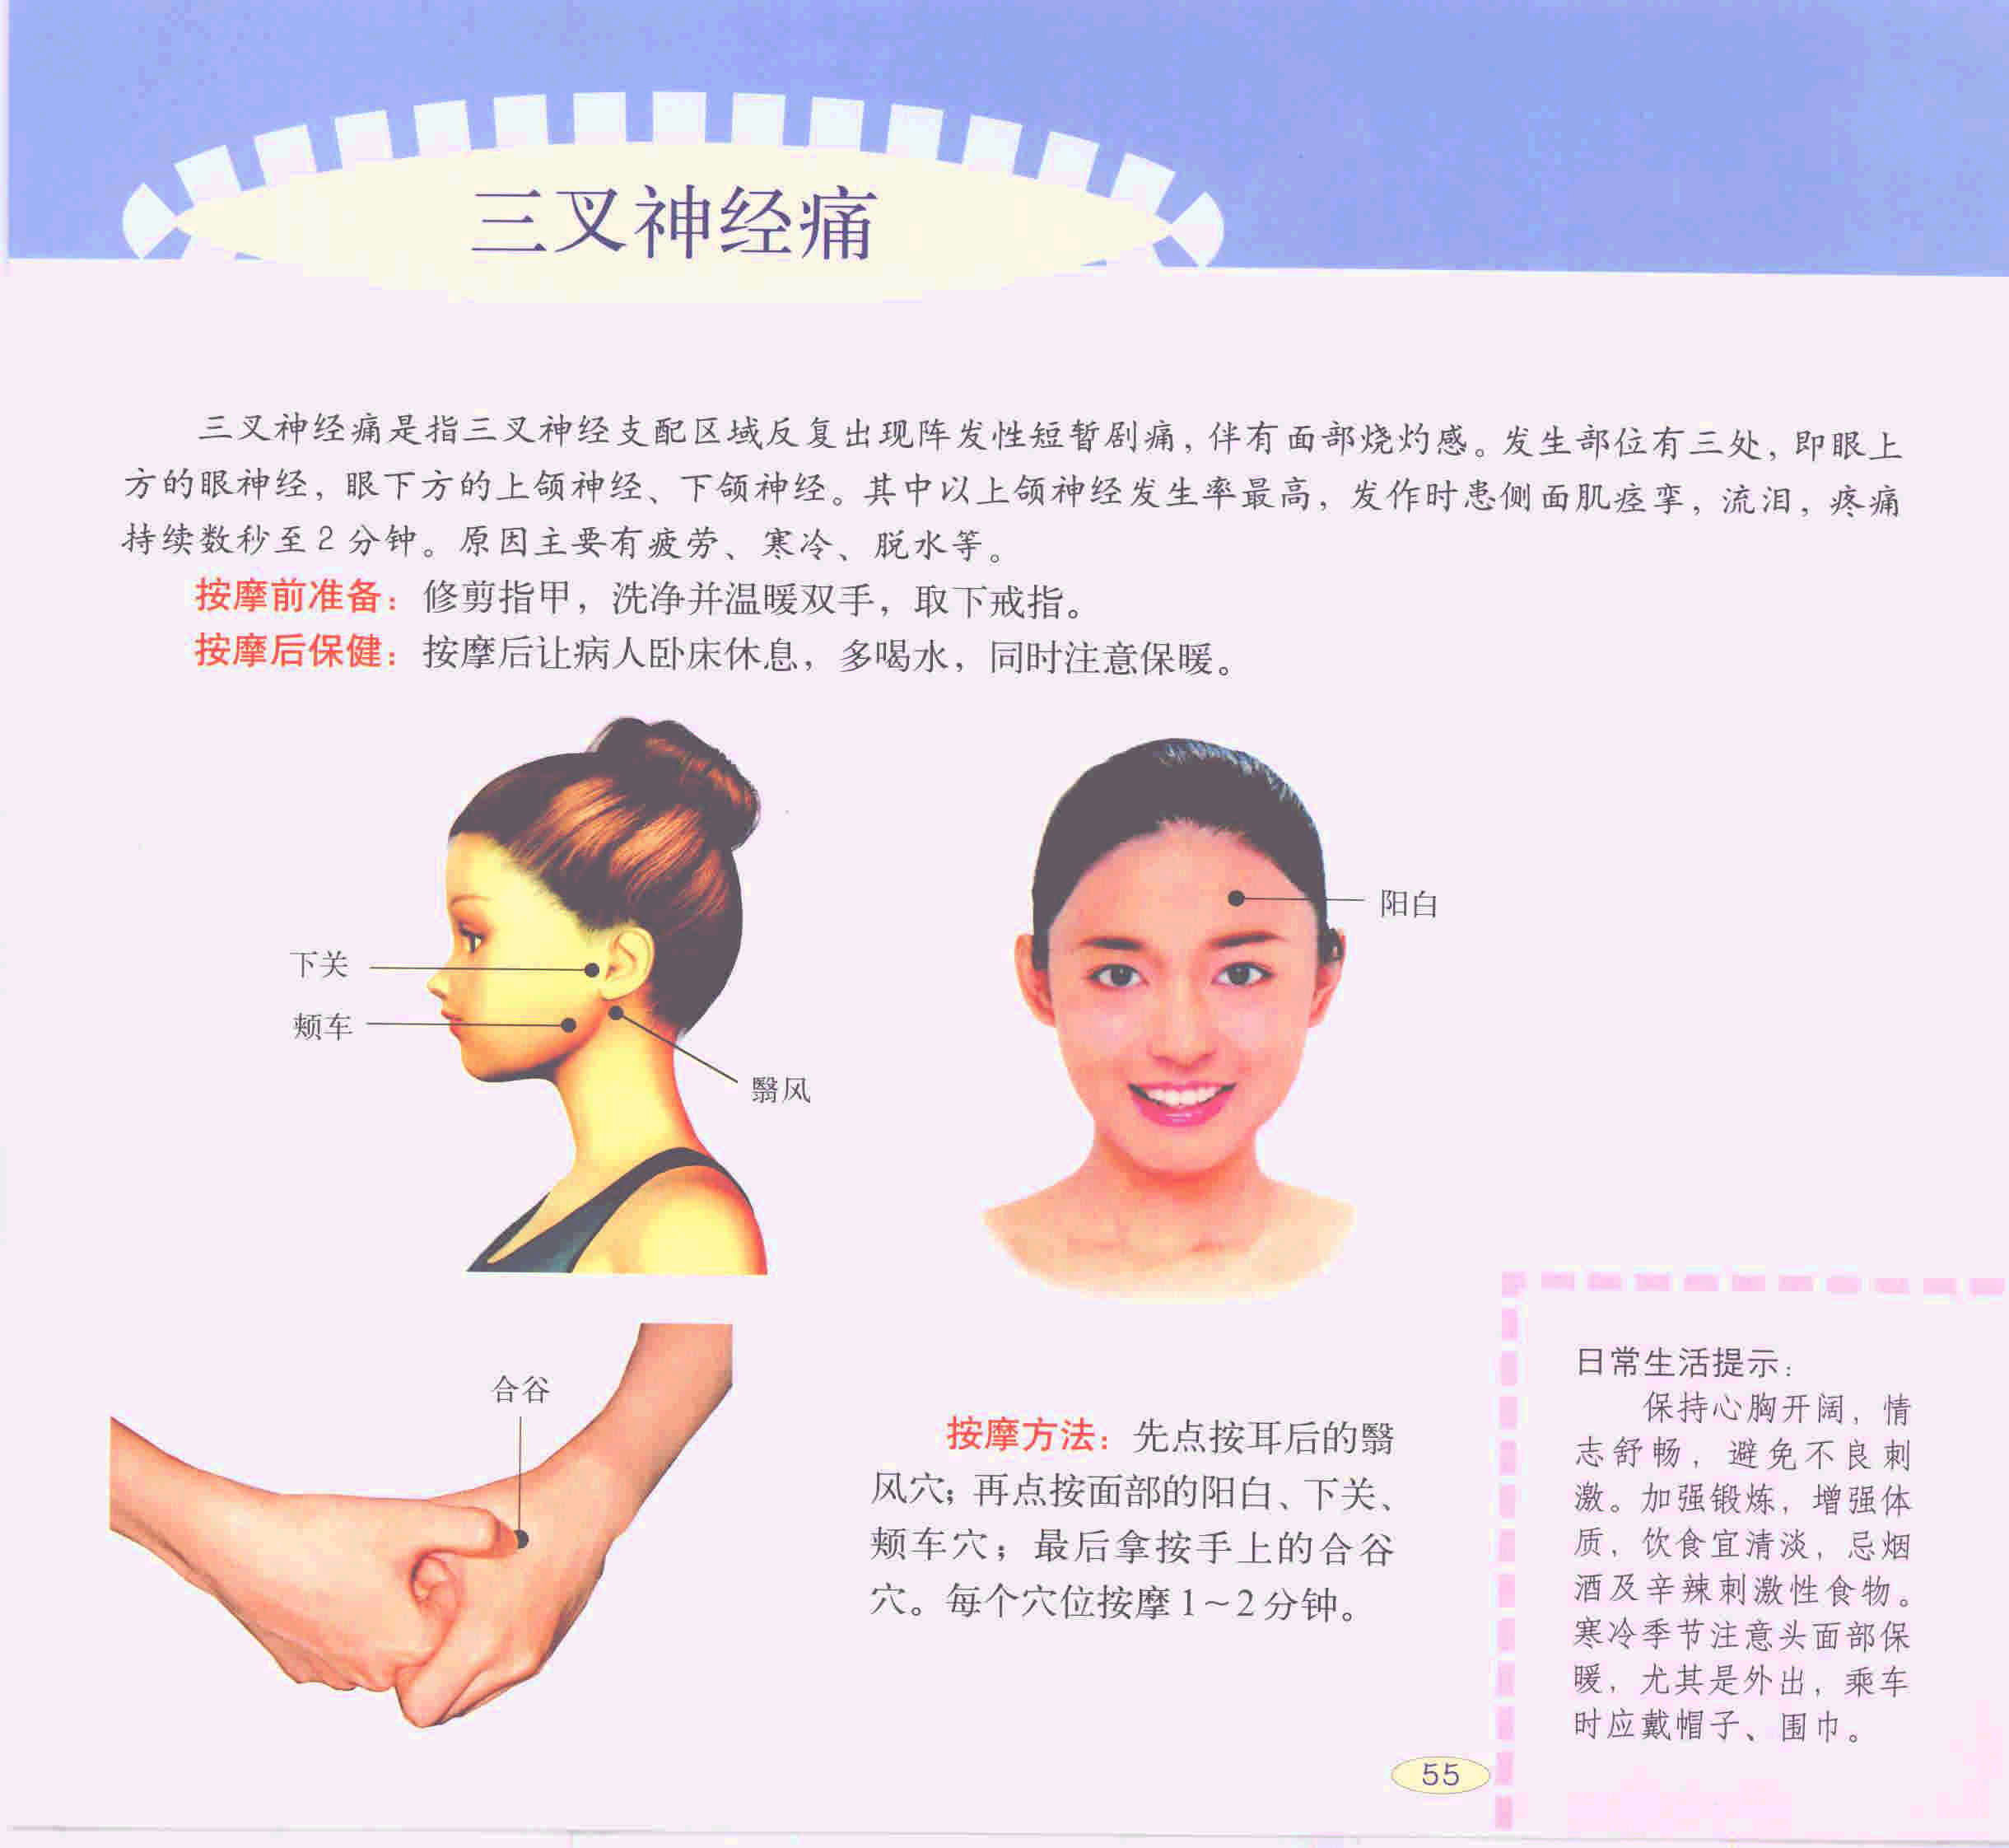 三叉神经痛
三叉神经痛是指三叉神经支配区域反复出现阵发性短暂剧痛，伴有面部烧灼感。发生部位有三处，即眼上
方的眼神经，眼下方的上颌神经、下颌神经。其中以上颌神经发生率最高，发作时患侧面肌痉挛，流泪，疼痛
持续数秒至2分钟。原因主要有疲劳、寒冷、脱水等。
按摩前准备：修剪指甲，洗净并温暖双手，取下戒指。
按摩后保健：按摩后让病人卧床休息，多喝水，同时注意保暖。
下关
颊车
翳风
阳白
合谷
按摩方法：先点按耳后的翳
风穴；再点按面部的阳白、下关、
颊车穴；最后拿按手上的合谷
穴。每个穴位按摩1～2分钟。
日常生活提示：
保持心胸开阔，情
志舒畅，避免不良刺
激。加强锻炼，增强体
质，饮食宜清淡，忌烟
酒及辛辣刺激性食物。
寒冷季节注意头面部保
暖，尤其是外出，乘车
时应戴帽子、围巾。
55